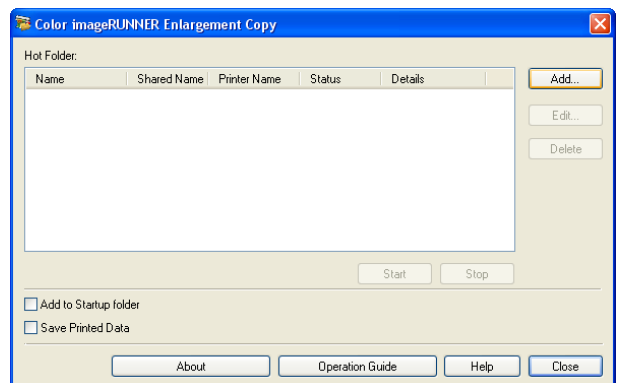 Color imageRUNNER Enlargement Copy
Hot Folder:
Name Shared Name Printer Name Status Details
Add...
Edit...
Delete
Start Stop
Add to Startup folder
Save Printed Data
About Operation Guide Help Close